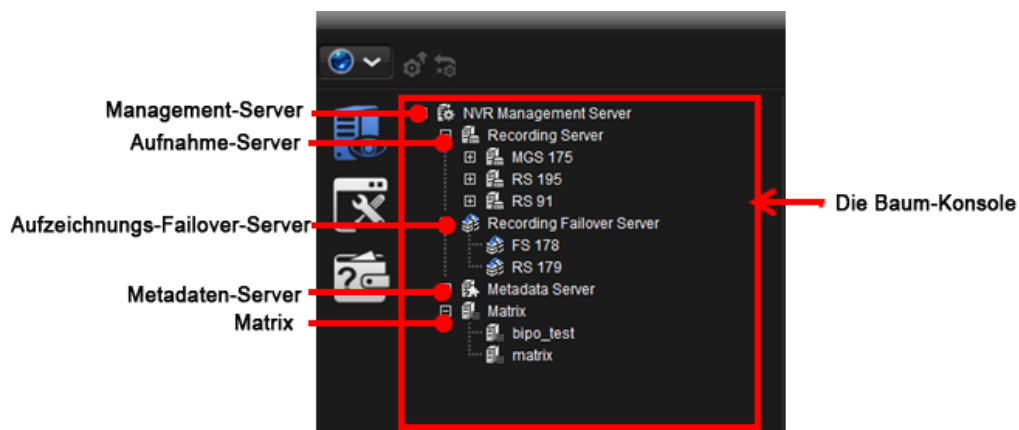 Management-Server
Aufnahme-Server
Aufzeichnungs-Failover-Server
Metadaten-Server
Matrix
NVR Management Server
Recording Server
MGS 175
RS 195
RS 91
Recording Failover Server
FS 178
RS 179
Metadata Server
Matrix
bipo_test
matrix
Die Baum-Konsole